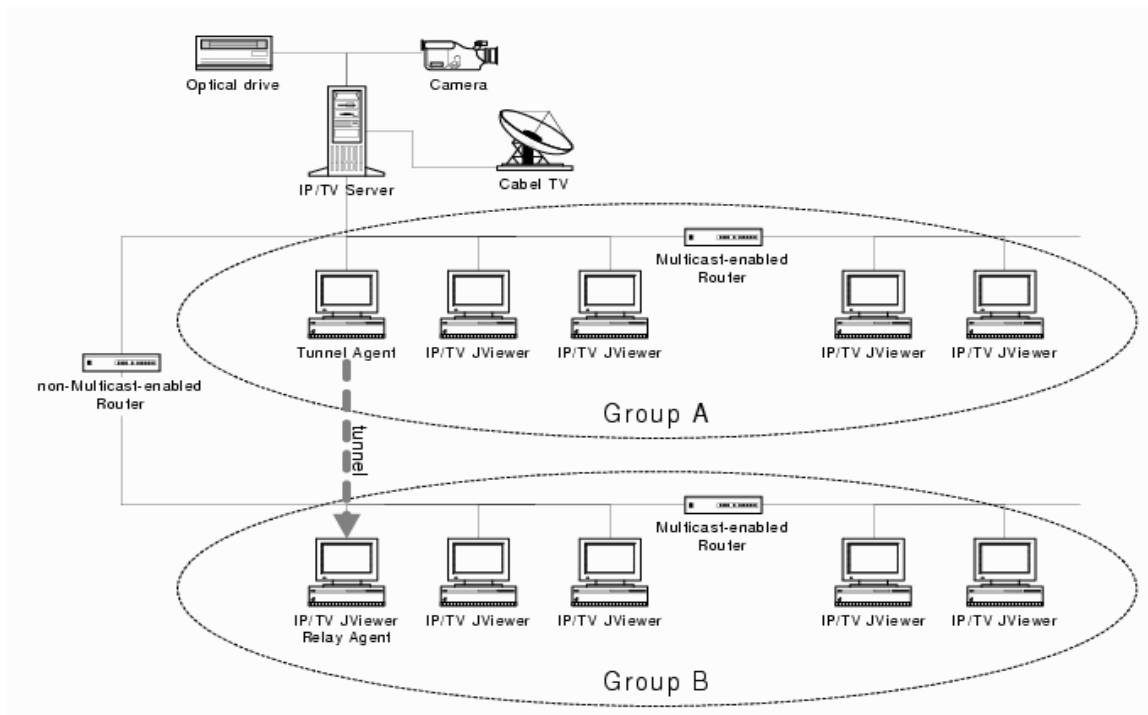 Optical drive
Camera
IP/TV Server
Cabel TV
Multicast-enabled
Router
Tunnel Agent
IP/TV JViewer
IP/TV JViewer
IP/TV JViewer
IP/TV JViewer
non-Multicast-enabled
Router
Group A
tunnel
Multicast-enabled
Router
IP/TV JViewer
Relay Agent
IP/TV JViewer
IP/TV JViewer
IP/TV JViewer
IP/TV JViewer
Group B